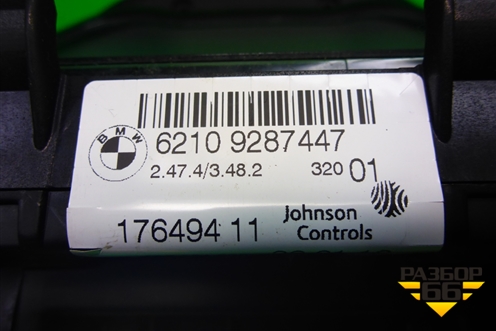 BMW
6210 9287447
2.47.4/3.48.2 320 01
176494 11
Johnson
Controls
РАЗБОР
66